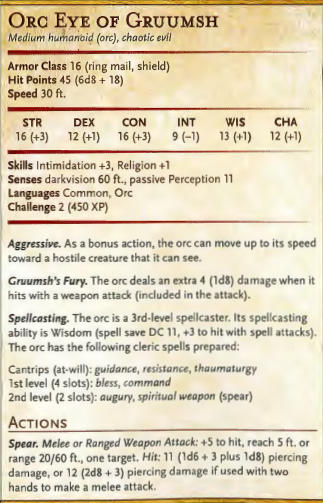 ORC EYE OF GRUUMSH
Medium humanoid (orc), chaotic evil
Armor Class 16 (ring mail, shield)
Hit Points 45 (6d8 + 18)
Speed 30 ft.
STR DEX CON INT WIS CHA
16 (+3) 12 (+1) 16 (+3) 9 (−1) 13 (+1) 12 (+1)
Skills Intimidation +3, Religion +1
Senses darkvision 60 ft., passive Perception 11
Languages Common, Orc
Challenge 2 (450 XP)
Aggressive. As a bonus action, the orc can move up to its speed
toward a hostile creature that it can see.
Gruumsh's Fury. The orc deals an extra 4 (1d8) damage when it
hits with a weapon attack (included in the attack).
Spellcasting. The orc is a 3rd-level spellcaster. Its spellcasting
ability is Wisdom (spell save DC 11, +3 to hit with spell attacks).
The orc has the following cleric spells prepared:
Cantrips (at-will): guidance, resistance, thaumaturgy
1st level (4 slots): bless, command
2nd level (2 slots): augury, spiritual weapon (spear)
ACTIONS
Spear. Melee or Ranged Weapon Attack: +5 to hit, reach 5 ft. or
range 20/60 ft., one target. Hit: 11 (1d6 + 3 plus 1d8) piercing
damage, or 12 (2d8 + 3) piercing damage if used with two
hands to make a melee attack.